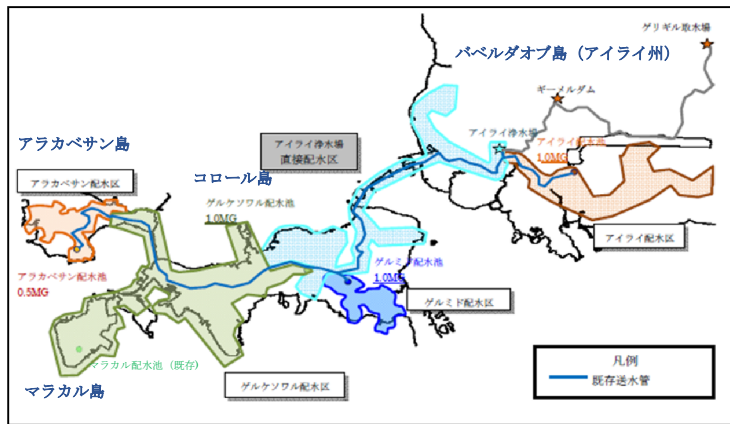 ゲリギル取水場
バベルダオブ島（アイライ州）
ギーメルダム
アラカベサン島
アイライ浄水場
直接配水区
アイライ浄水場
アイライ配水池
1.0MG
アラカベサン配水区
コロール島
ゲルケソワル配水池
1.0MG
アイライ配水区
アラカベサン配水池
0.5MG
ゲルミド配水池
1.0MG
ゲルミド配水区
マラカル配水池（既存）
マラカル島
ゲルケソワル配水区
凡例
既存送水管